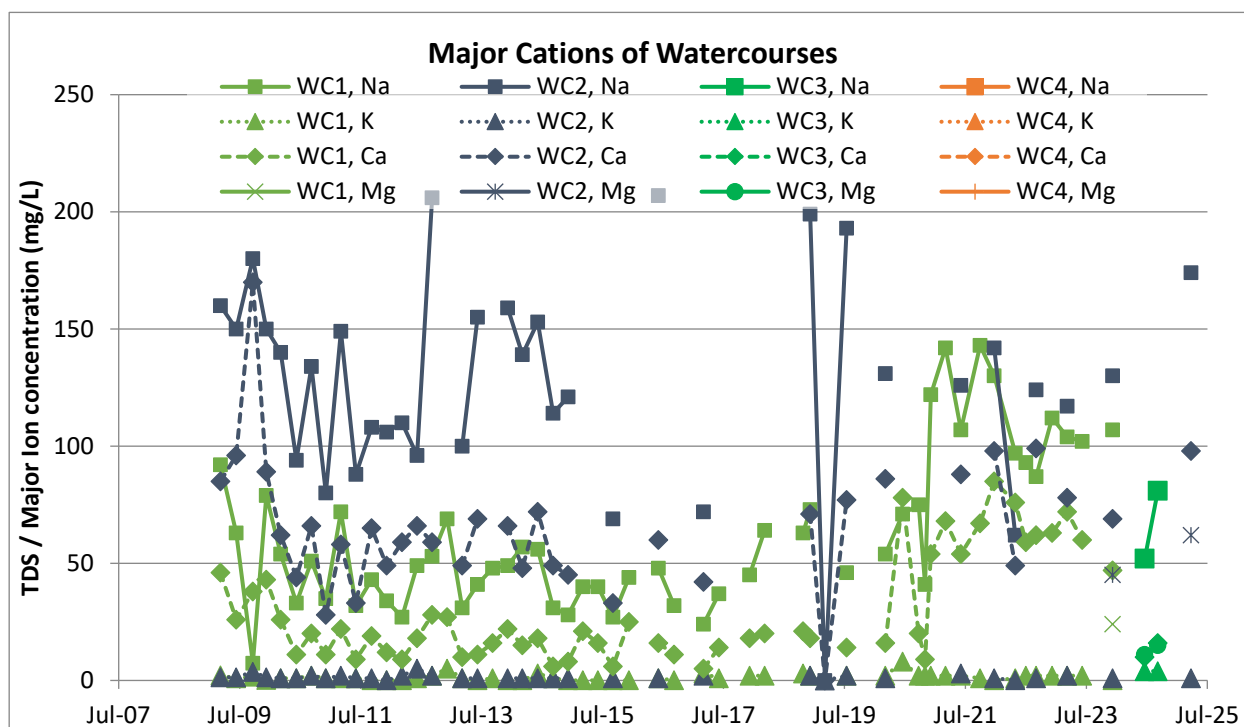 Major Cations of Watercourses
WC1, Na WC2, Na WC3, Na WC4, Na
WC1, K WC2, K WC3, K WC4, K
WC1, Ca WC2, Ca WC3, Ca WC4, Ca
WC1, Mg WC2, Mg WC3, Mg WC4, Mg
TDS / Major Ion concentration (mg/L)
250
200
150
100
50
0
Jul-07 Jul-09 Jul-11 Jul-13 Jul-15 Jul-17 Jul-19 Jul-21 Jul-23 Jul-25